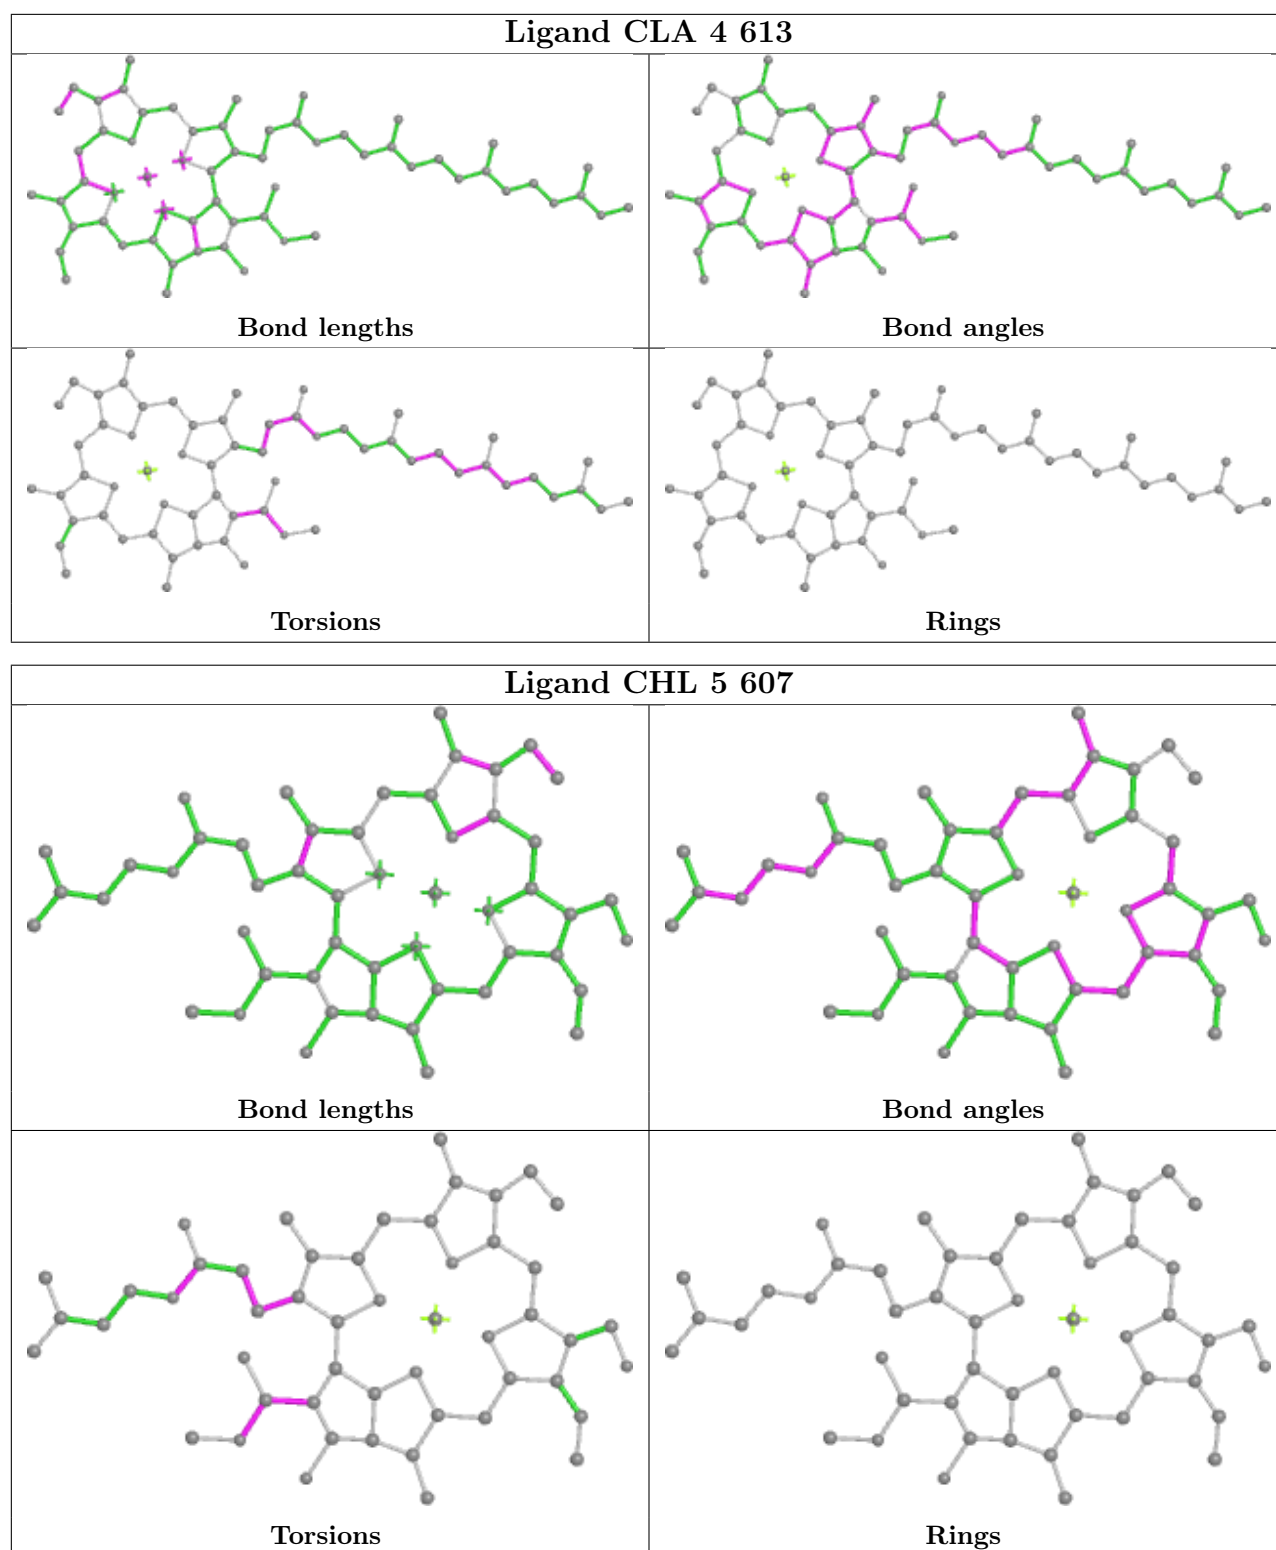 Ligand CLA 4 613
Bond lengths
Bond angles
Torsions
Rings
Ligand CHL 5 607
Bond lengths
Bond angles
Torsions
Rings